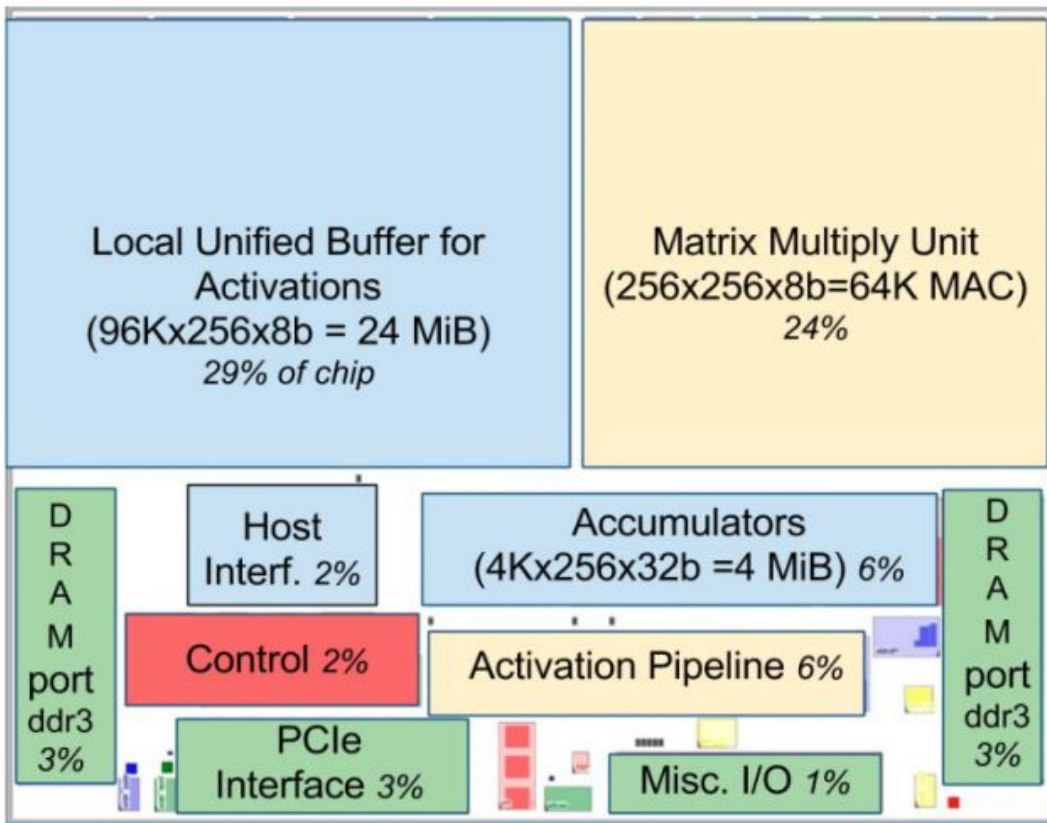 Local Unified Buffer for
Activations
(96Kx256x8b = 24 MiB)
29% of chip
Matrix Multiply Unit
(256x256x8b=64K MAC)
24%
D
R
A
M
port
ddr3
3%
Host
Interf. 2%
Accumulators
(4Kx256x32b =4 MiB) 6%
D
R
A
M
port
ddr3
3%
Control 2%
Activation Pipeline 6%
PCIe
Interface 3%
Misc. I/O 1%